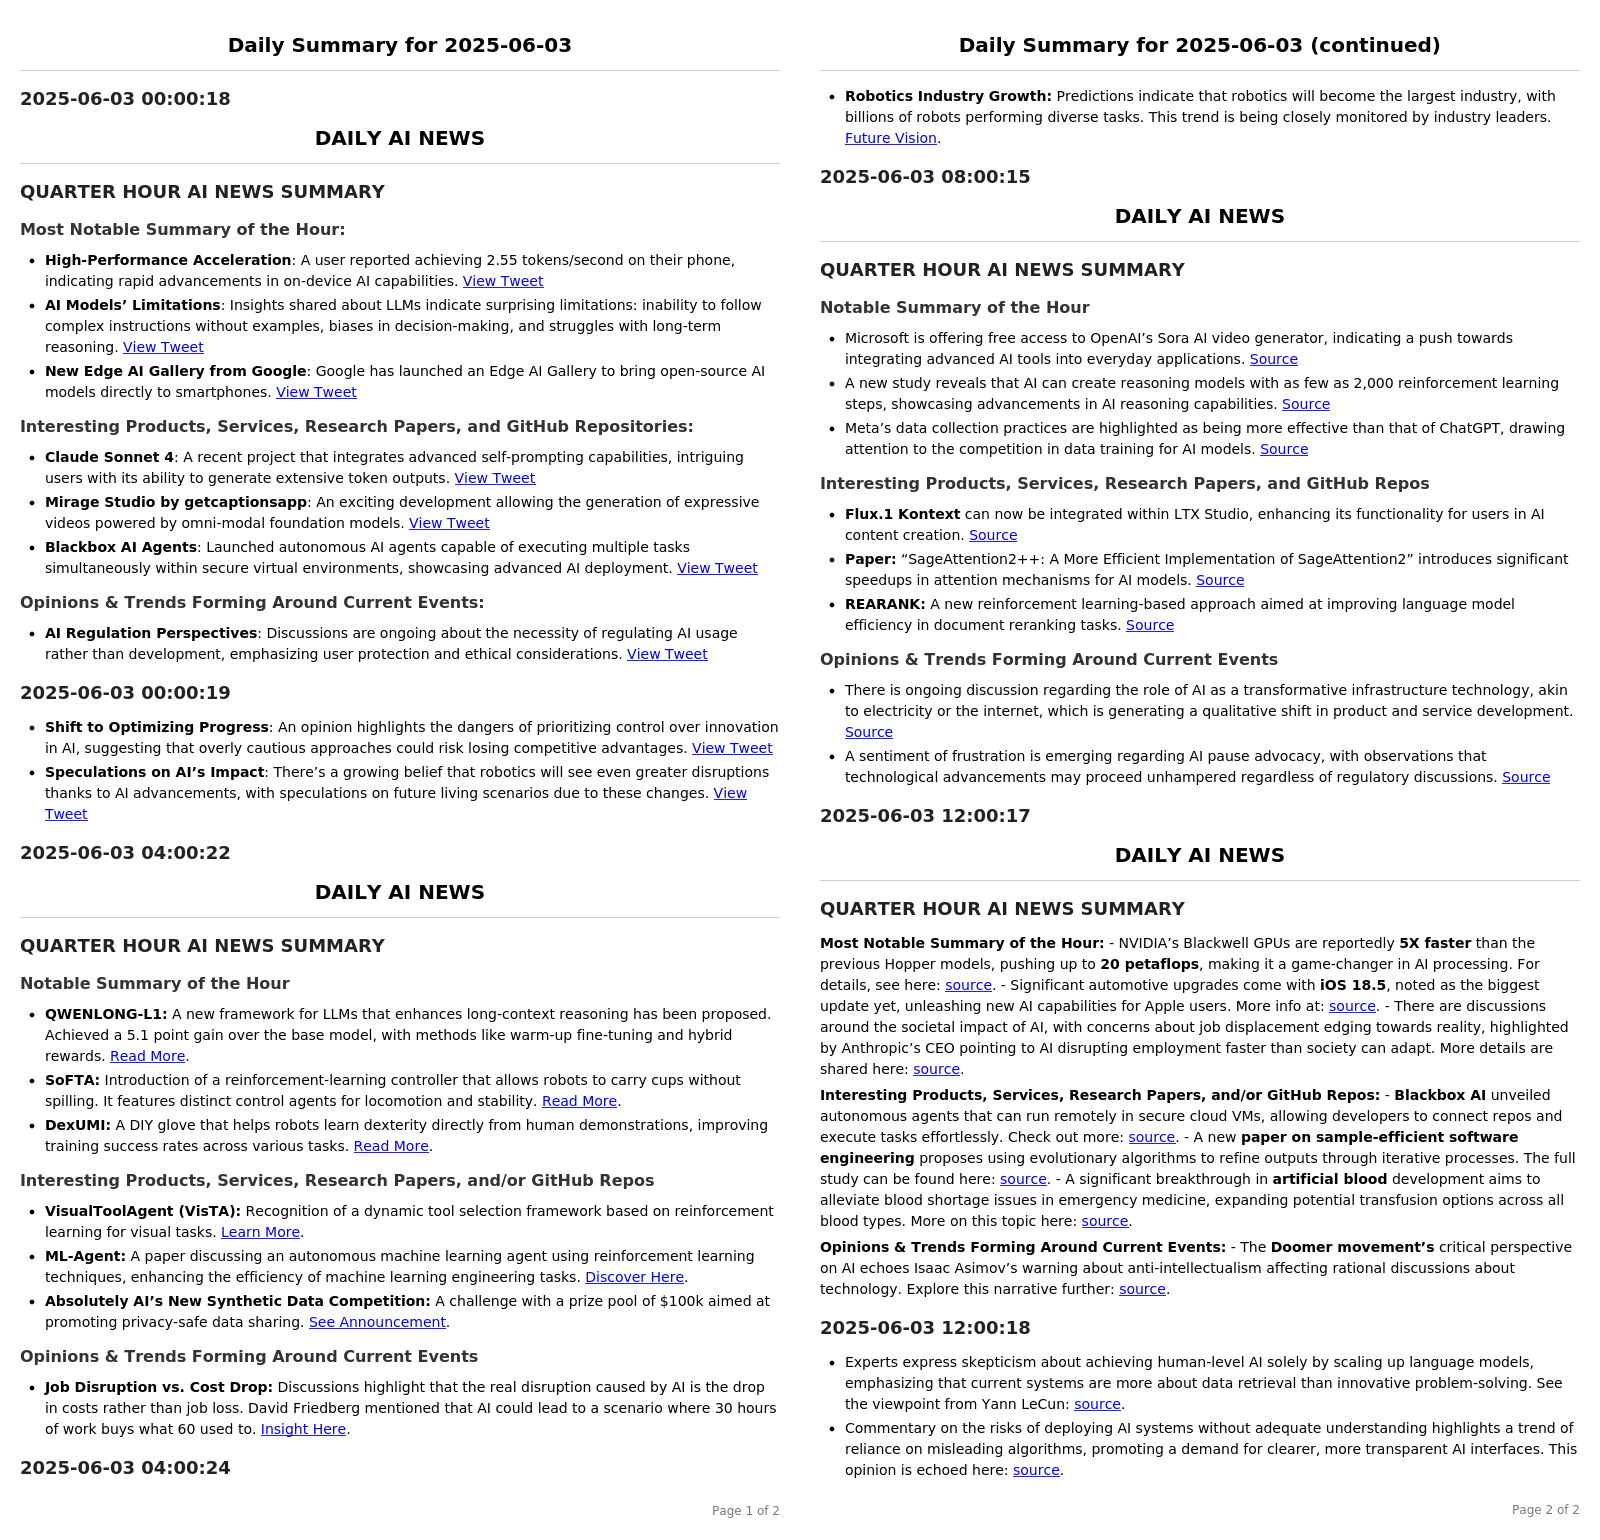 Daily Summary for 2025-06-03
2025-06-03 00:00:18
DAILY AI NEWS
QUARTER HOUR AI NEWS SUMMARY
Most Notable Summary of the Hour:
• High-Performance Acceleration: A user reported achieving 2.55 tokens/second on their phone,
indicating rapid advancements in on-device AI capabilities. View Tweet
• AI Models’ Limitations: Insights shared about LLMs indicate surprising limitations: inability to follow
complex instructions without examples, biases in decision-making, and struggles with long-term
reasoning. View Tweet
• New Edge AI Gallery from Google: Google has launched an Edge AI Gallery to bring open-source AI
models directly to smartphones. View Tweet
Interesting Products, Services, Research Papers, and GitHub Repositories:
• Claude Sonnet 4: A recent project that integrates advanced self-prompting capabilities, intriguing
users with its ability to generate extensive token outputs. View Tweet
• Mirage Studio by getcaptionsapp: An exciting development allowing the generation of expressive
videos powered by omni-modal foundation models. View Tweet
• Blackbox AI Agents: Launched autonomous AI agents capable of executing multiple tasks
simultaneously within secure virtual environments, showcasing advanced AI deployment. View Tweet
Opinions & Trends Forming Around Current Events:
• AI Regulation Perspectives: Discussions are ongoing about the necessity of regulating AI usage
rather than development, emphasizing user protection and ethical considerations. View Tweet
2025-06-03 00:00:19
• Shift to Optimizing Progress: An opinion highlights the dangers of prioritizing control over innovation
in AI, suggesting that overly cautious approaches could risk losing competitive advantages. View Tweet
• Speculations on AI’s Impact: There’s a growing belief that robotics will see even greater disruptions
thanks to AI advancements, with speculations on future living scenarios due to these changes. View
Tweet
2025-06-03 04:00:22
DAILY AI NEWS
QUARTER HOUR AI NEWS SUMMARY
Notable Summary of the Hour
• QWENLONG-L1: A new framework for LLMs that enhances long-context reasoning has been proposed.
Achieved a 5.1 point gain over the base model, with methods like warm-up fine-tuning and hybrid
rewards. Read More.
• SoFTA: Introduction of a reinforcement-learning controller that allows robots to carry cups without
spilling. It features distinct control agents for locomotion and stability. Read More.
• DexUMI: A DIY glove that helps robots learn dexterity directly from human demonstrations, improving
training success rates across various tasks. Read More.
Interesting Products, Services, Research Papers, and/or GitHub Repos
• VisualToolAgent (VisTA): Recognition of a dynamic tool selection framework based on reinforcement
learning for visual tasks. Learn More.
• ML-Agent: A paper discussing an autonomous machine learning agent using reinforcement learning
techniques, enhancing the efficiency of machine learning engineering tasks. Discover Here.
• Absolutely AI’s New Synthetic Data Competition: A challenge with a prize pool of $100k aimed at
promoting privacy-safe data sharing. See Announcement.
Opinions & Trends Forming Around Current Events
• Job Disruption vs. Cost Drop: Discussions highlight that the real disruption caused by AI is the drop
in costs rather than job loss. David Friedberg mentioned that AI could lead to a scenario where 30 hours
of work buys what 60 used to. Insight Here.
2025-06-03 04:00:24
Page 1 of 2
Daily Summary for 2025-06-03 (continued)
• Robotics Industry Growth: Predictions indicate that robotics will become the largest industry, with
billions of robots performing diverse tasks. This trend is being closely monitored by industry leaders.
Future Vision.
2025-06-03 08:00:15
DAILY AI NEWS
QUARTER HOUR AI NEWS SUMMARY
Notable Summary of the Hour
• Microsoft is offering free access to OpenAI’s Sora AI video generator, indicating a push towards
integrating advanced AI tools into everyday applications. Source
• A new study reveals that AI can create reasoning models with as few as 2,000 reinforcement learning
steps, showcasing advancements in AI reasoning capabilities. Source
• Meta’s data collection practices are highlighted as being more effective than that of ChatGPT, drawing
attention to the competition in data training for AI models. Source
Interesting Products, Services, Research Papers, and GitHub Repos
• Flux.1 Kontext can now be integrated within LTX Studio, enhancing its functionality for users in AI
content creation. Source
• Paper: “SageAttention2++: A More Efficient Implementation of SageAttention2” introduces significant
speedups in attention mechanisms for AI models. Source
• REARANK: A new reinforcement learning-based approach aimed at improving language model
efficiency in document reranking tasks. Source
Opinions & Trends Forming Around Current Events
• There is ongoing discussion regarding the role of AI as a transformative infrastructure technology, akin
to electricity or the internet, which is generating a qualitative shift in product and service development.
Source
• A sentiment of frustration is emerging regarding AI pause advocacy, with observations that
technological advancements may proceed unhampered regardless of regulatory discussions. Source
2025-06-03 12:00:17
DAILY AI NEWS
QUARTER HOUR AI NEWS SUMMARY
Most Notable Summary of the Hour: - NVIDIA’s Blackwell GPUs are reportedly 5X faster than the
previous Hopper models, pushing up to 20 petaflops, making it a game-changer in AI processing. For
details, see here: source. - Significant automotive upgrades come with iOS 18.5, noted as the biggest
update yet, unleashing new AI capabilities for Apple users. More info at: source. - There are discussions
around the societal impact of AI, with concerns about job displacement edging towards reality, highlighted
by Anthropic’s CEO pointing to AI disrupting employment faster than society can adapt. More details are
shared here: source.
Interesting Products, Services, Research Papers, and/or GitHub Repos: - Blackbox AI unveiled
autonomous agents that can run remotely in secure cloud VMs, allowing developers to connect repos and
execute tasks effortlessly. Check out more: source. - A new paper on sample-efficient software
engineering proposes using evolutionary algorithms to refine outputs through iterative processes. The full
study can be found here: source. - A significant breakthrough in artificial blood development aims to
alleviate blood shortage issues in emergency medicine, expanding potential transfusion options across all
blood types. More on this topic here: source.
Opinions & Trends Forming Around Current Events: - The Doomer movement’s critical perspective
on AI echoes Isaac Asimov’s warning about anti-intellectualism affecting rational discussions about
technology. Explore this narrative further: source.
2025-06-03 12:00:18
• Experts express skepticism about achieving human-level AI solely by scaling up language models,
emphasizing that current systems are more about data retrieval than innovative problem-solving. See
the viewpoint from Yann LeCun: source.
• Commentary on the risks of deploying AI systems without adequate understanding highlights a trend of
reliance on misleading algorithms, promoting a demand for clearer, more transparent AI interfaces. This
opinion is echoed here: source.
Page 2 of 2